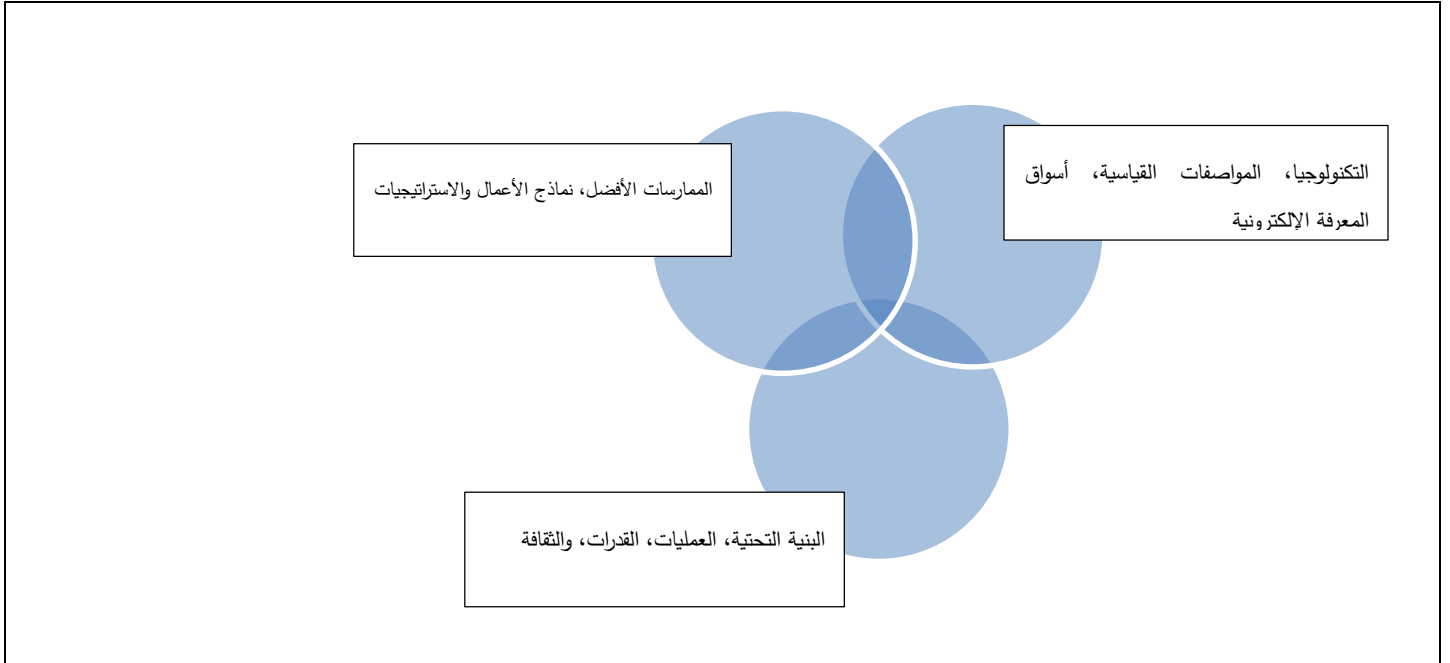 التكنولوجيا، المواصفات القياسية، أسواق
المعرفة الإلكترونية
الممارسات الأفضل، نماذج الأعمال والاستراتيجيات
البنية التحتية، العمليات، القدرات، والثقافة